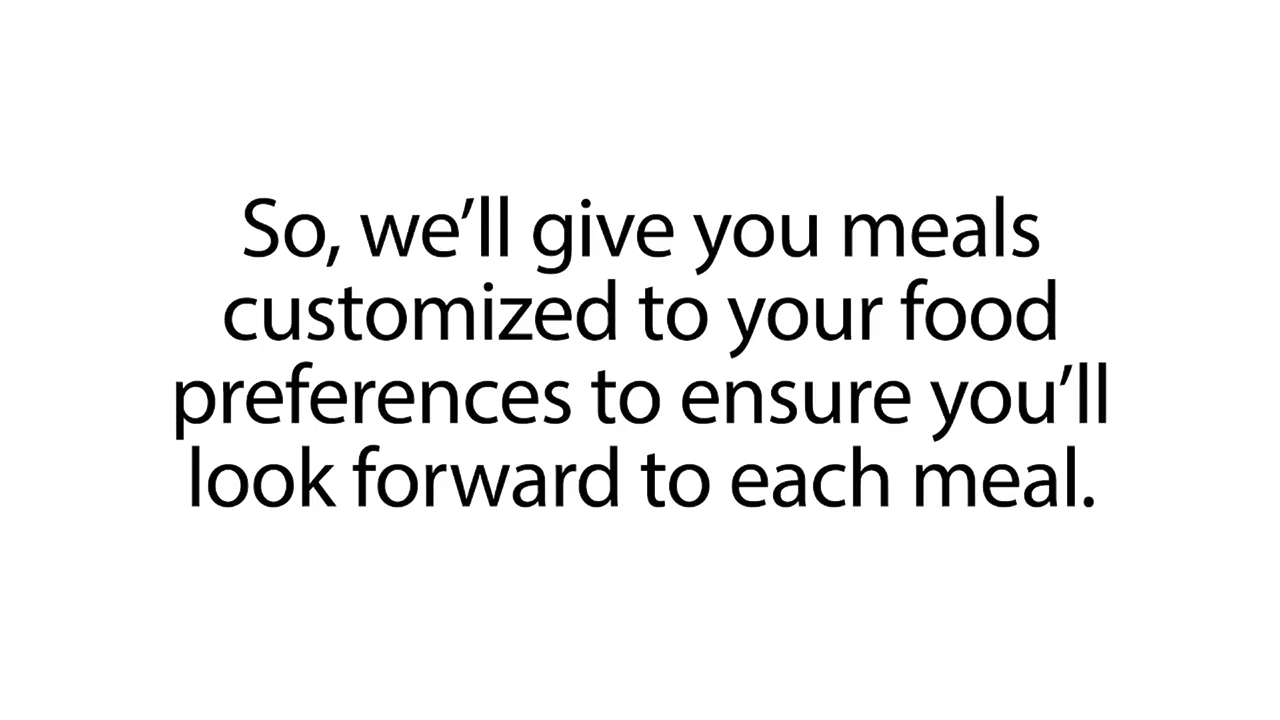 So, we’ll give you meals
customized to your food
preferences to ensure you’ll
look forward to each meal.